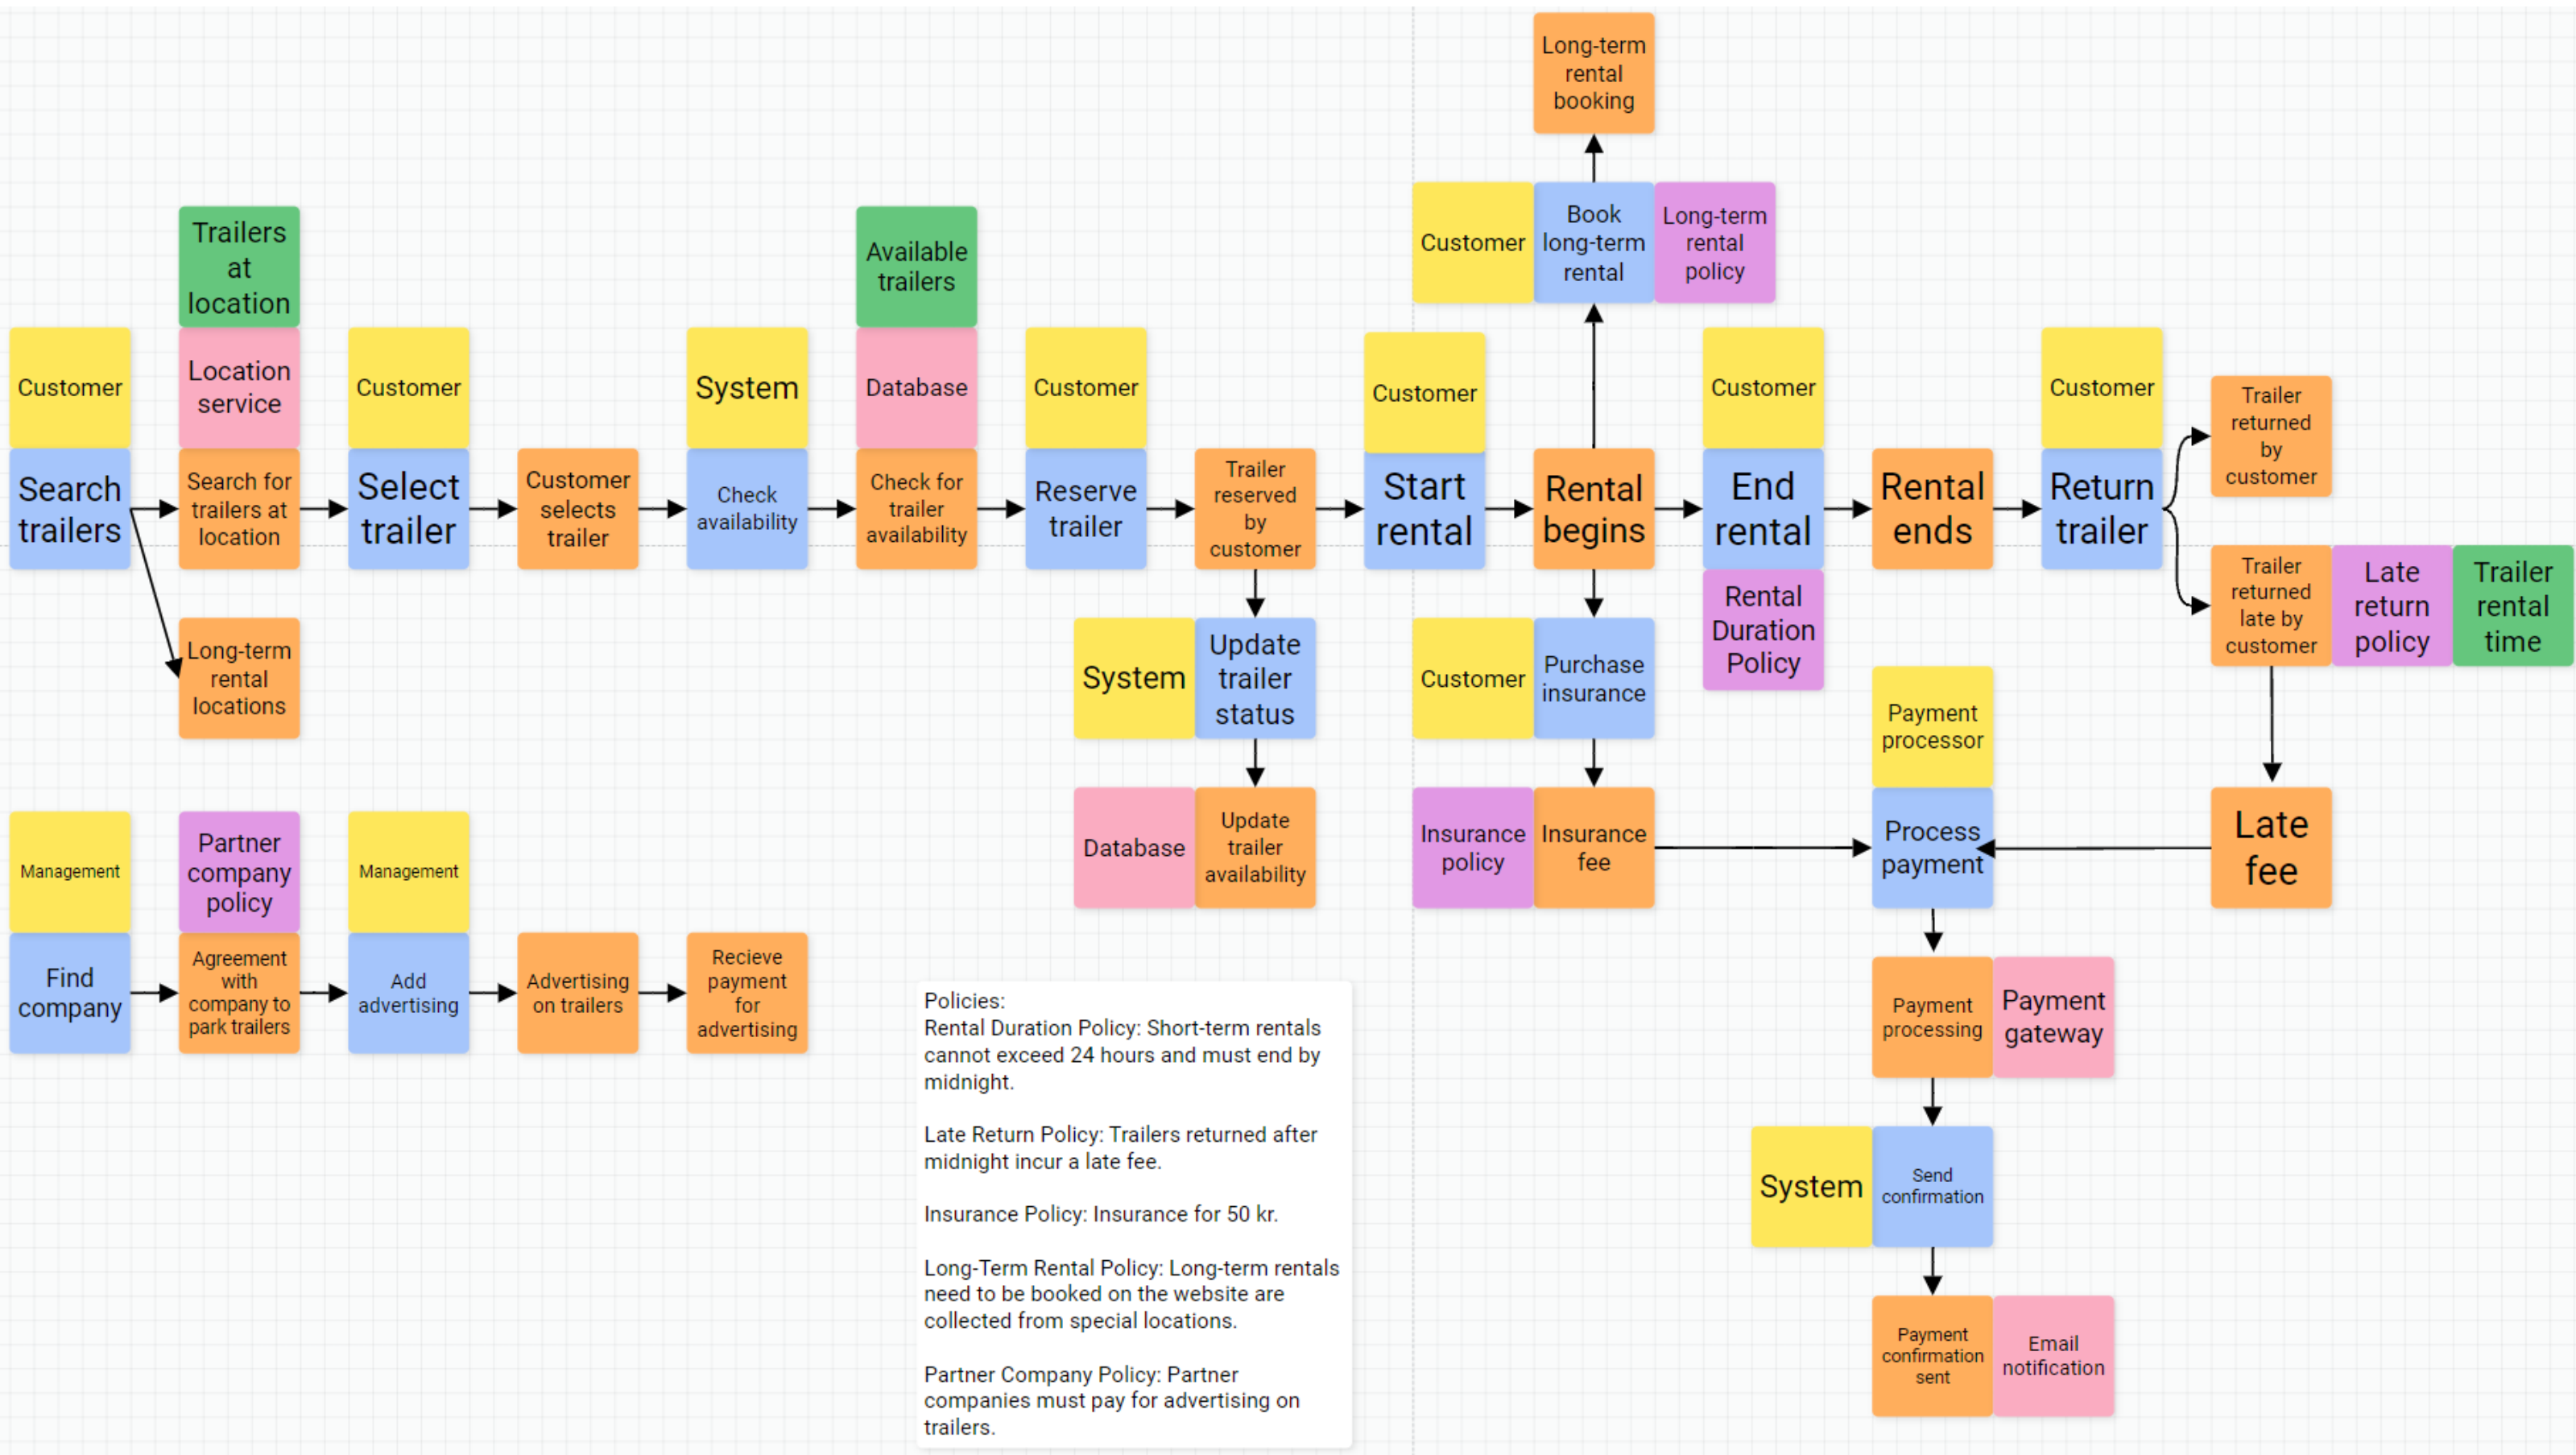 Long-term
rental
booking
Customer
Book
long-term
rental
Long-term
rental
policy
Trailers
at
location
Available
trailers
Customer
Location
service
Customer
System
Database
Customer
Customer
Customer
Customer
Search
trailers
Search for
trailers at
location
Select
trailer
Customer
selects
trailer
Check
availability
Check for
trailer
availability
Reserve
trailer
Trailer
reserved
by
customer
Start
rental
Rental
begins
End
rental
Rental
ends
Return
trailer
Trailer
returned
by
customer
Trailer
returned
late by
customer
Late
return
policy
Trailer
rental
time
Long-term
rental
locations
System
Update
trailer
status
Customer
Purchase
insurance
Rental
Duration
Policy
Payment
processor
Database
Update
trailer
availability
Insurance
policy
Insurance
fee
Process
payment
Late
fee
Management
Partner
company
policy
Management
Find
company
Agreement
with
company to
park trailers
Add
advertising
Advertising
on trailers
Recieve
payment
for
advertising
Payment
processing
Payment
gateway
System
Send
confirmation
Payment
confirmation
sent
Email
notification
Policies:
Rental Duration Policy: Short-term rentals
cannot exceed 24 hours and must end by
midnight.
Late Return Policy: Trailers returned after
midnight incur a late fee.
Insurance Policy: Insurance for 50 kr.
Long-Term Rental Policy: Long-term rentals
need to be booked on the website are
collected from special locations.
Partner Company Policy: Partner
companies must pay for advertising on
trailers.